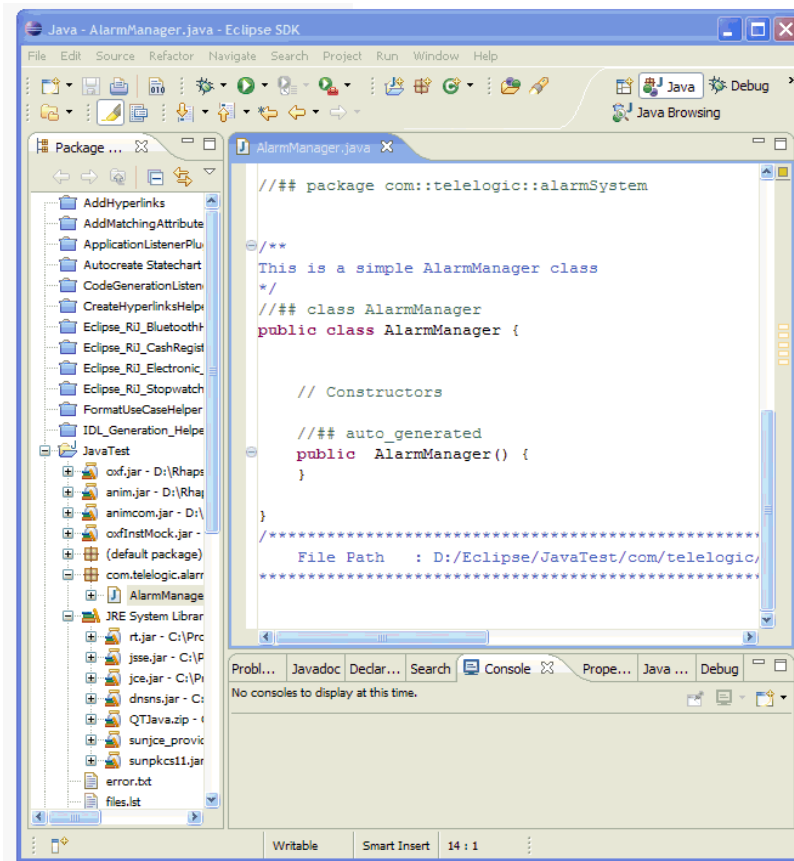 Java - AlarmManager.java - Eclipse SDK
File Edit Source Refactor Navigate Search Project Run Window Help
Java Debug
Java Browsing
Package ...
AddHyperlinks
AddMatchingAttribute
ApplicationListenerPlu
Autocreate Statechart
CodeGenerationListen
CreateHyperlinksHelpe
Eclipse_RiJ_BluetoothH
Eclipse_RiJ_CashRegist
Eclipse_RiJ_Electronic_
Eclipse_RiJ_Stopwatch
FormatUseCaseHelper
IDL_Generation_Helpe
JavaTest
oxf.jar - D:\Rhaps
anim.jar - D:\Rhap
animcom.jar - D:\
oxfInstMock.jar -
(default package)
com.telelogic.alarr
AlarmManage
JRE System Librar
rt.jar - C:\Pro
jsse.jar - C:\P
jce.jar - C:\Pr
dnsns.jar - C:
QTJava.zip - C
sunjce_provid
sunpkcs11.jar
error.txt
files.lst
AlarmManager.java
//## package com::telelogic::alarmSystem
/**
This is a simple AlarmManager class
*/
//## class AlarmManager
public class AlarmManager {
// Constructors
//## auto_generated
public  AlarmManager() {
}
}
/****************************************************
File Path   : D:/Eclipse/JavaTest/com/telelogic/
****************************************************
Probl... Javadoc Declar... Search Console Prope... Java ... Debug
No consoles to display at this time.
Writable Smart Insert 14 : 1